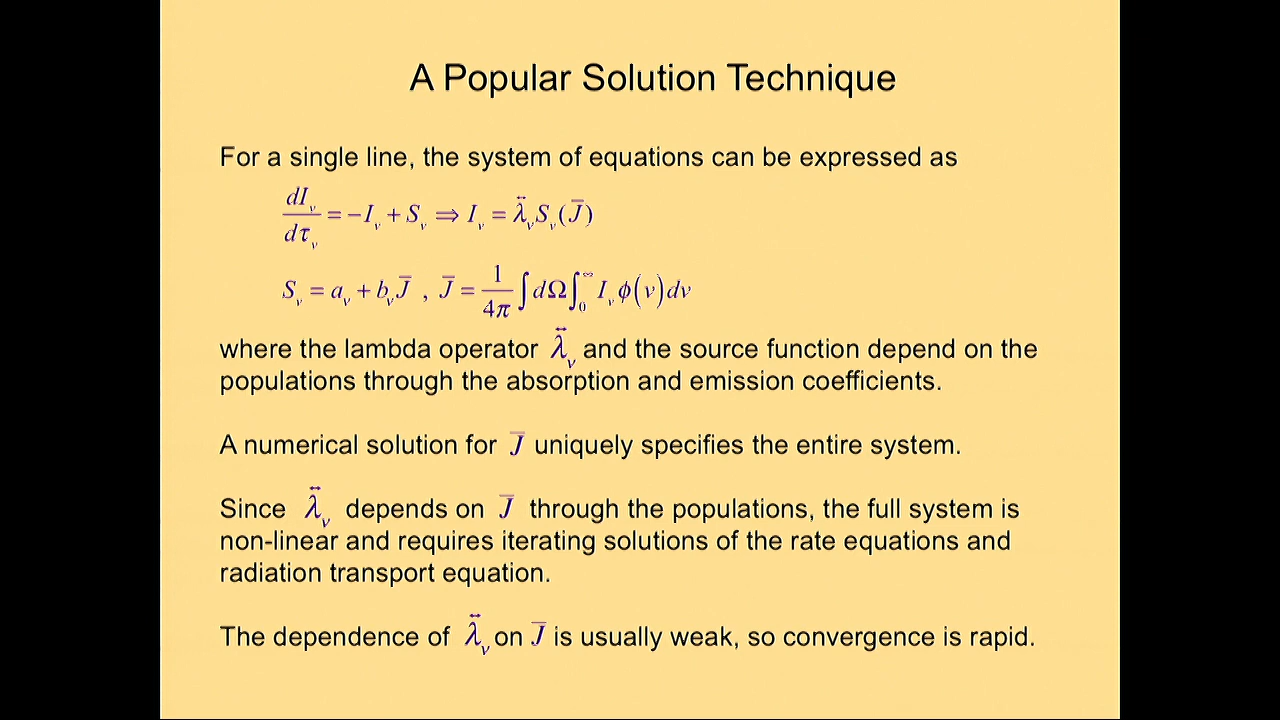 A Popular Solution Technique
For a single line, the system of equations can be expressed as
dI_ν/dτ_ν = −I_ν + S_ν ⇒ I_ν = λ⃡_ν S_ν(J̅)
S_ν = a_ν + b_ν J̅ , J̅ = 1/4π ∫ dΩ ∫₀^∞ I_ν ϕ(ν)dν
where the lambda operator λ⃡_ν and the source function depend on the
populations through the absorption and emission coefficients.
A numerical solution for J̅ uniquely specifies the entire system.
Since λ⃡_ν depends on J̅ through the populations, the full system is
non-linear and requires iterating solutions of the rate equations and
radiation transport equation.
The dependence of λ⃡_ν on J̅ is usually weak, so convergence is rapid.